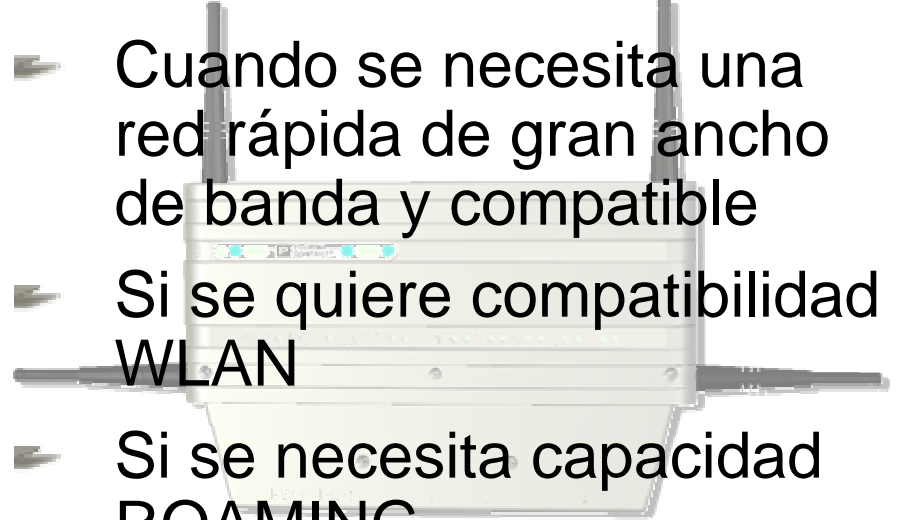 Cuando se necesita una
red rápida de gran ancho
de banda y compatible
Si se quiere compatibilidad
WLAN
Si se necesita capacidad
ROAMING